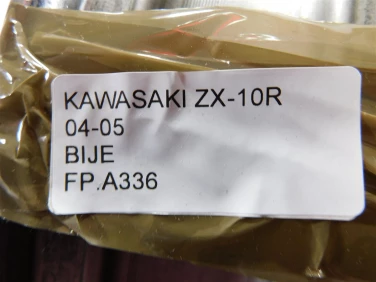 KAWASAKI ZX-10R
04-05
BIJE
FP.A336